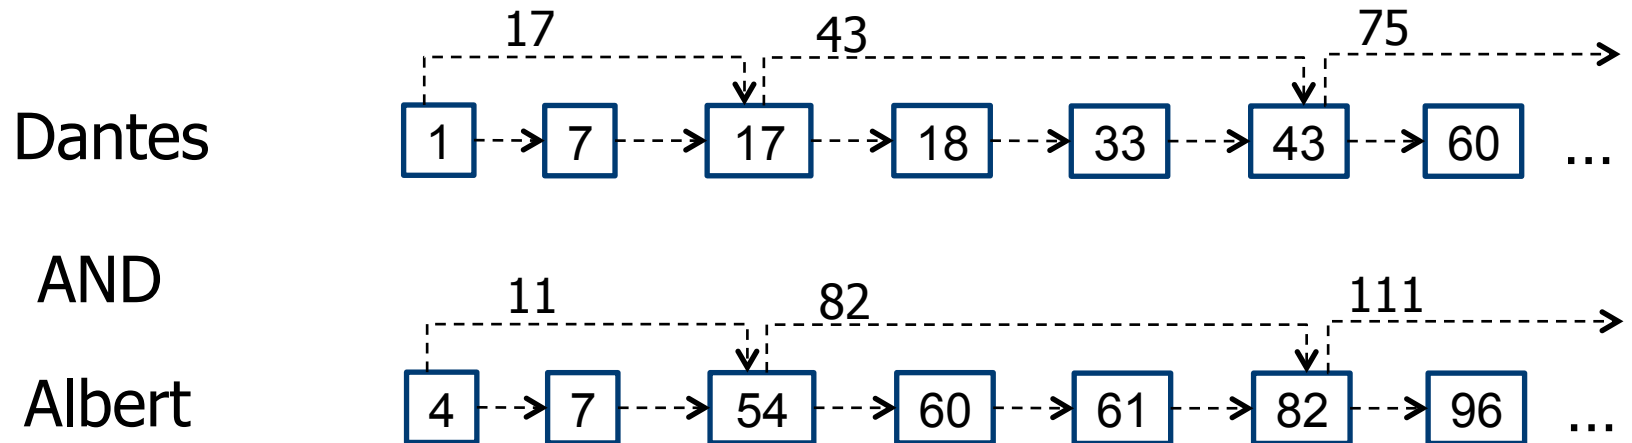 17 43 75
Dantes 1 7 17 18 33 43 60 ...
AND
11 82 111
Albert 4 7 54 60 61 82 96 ...